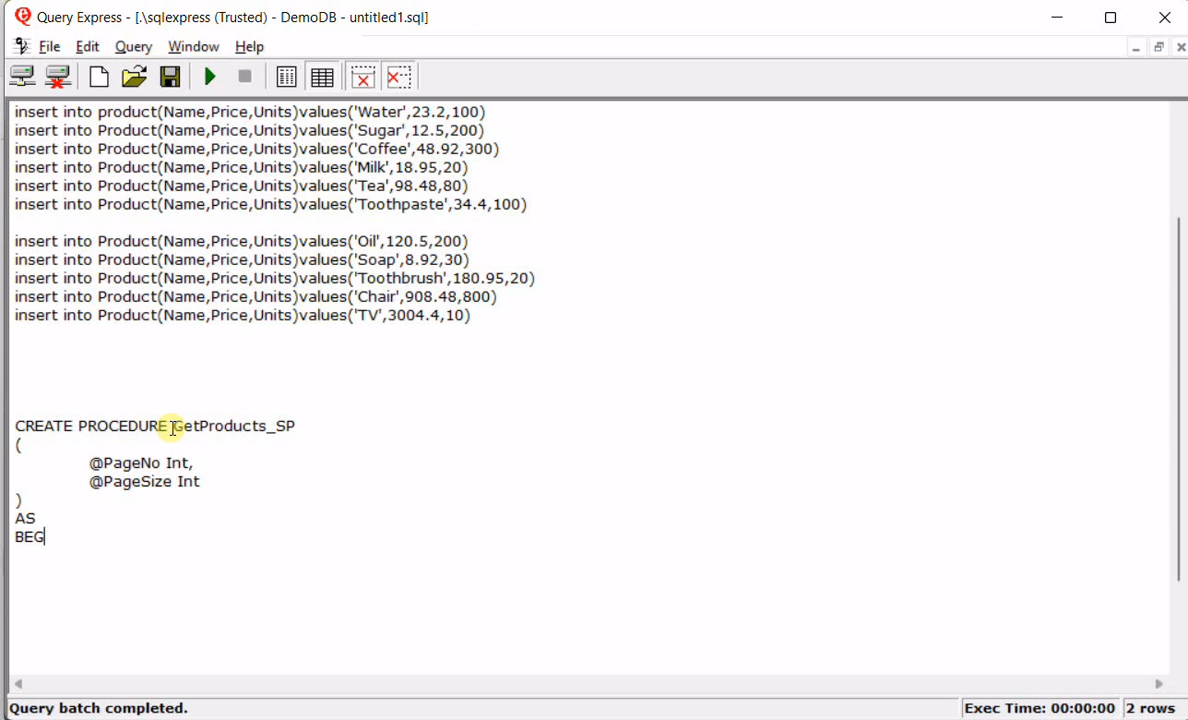 Query Express - [.\sqlexpress (Trusted) - DemoDB - untitled1.sql]
File Edit Query Window Help
insert into product(Name,Price,Units)values('Water',23.2,100)
insert into Product(Name,Price,Units)values('Sugar',12.5,200)
insert into Product(Name,Price,Units)values('Coffee',48.92,300)
insert into Product(Name,Price,Units)values('Milk',18.95,20)
insert into Product(Name,Price,Units)values('Tea',98.48,80)
insert into Product(Name,Price,Units)values('Toothpaste',34.4,100)
insert into Product(Name,Price,Units)values('Oil',120.5,200)
insert into Product(Name,Price,Units)values('Soap',8.92,30)
insert into Product(Name,Price,Units)values('Toothbrush',180.95,20)
insert into Product(Name,Price,Units)values('Chair',908.48,800)
insert into Product(Name,Price,Units)values('TV',3004.4,10)
CREATE PROCEDURE GetProducts_SP
(
@PageNo Int,
@PageSize Int
)
AS
BEG
Query batch completed. Exec Time: 00:00:00 2 rows